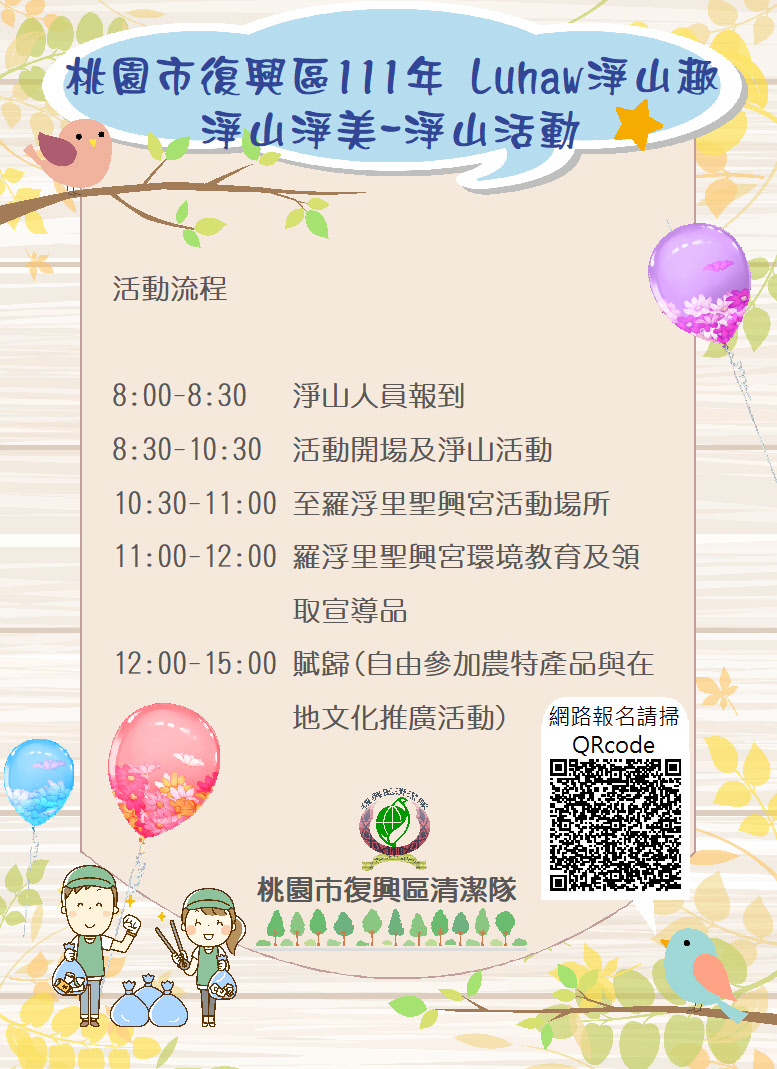 桃園市復興區111年 Luhaw淨山趣
淨山淨美-淨山活動
活動流程
8:00-8:30 淨山人員報到
8:30-10:30 活動開場及淨山活動
10:30-11:00 至羅浮里聖興宮活動場所
11:00-12:00 羅浮里聖興宮環境教育及領
取宣導品
12:00-15:00 賦歸(自由參加農特產品與在
地文化推廣活動)
網路報名請掃
QRcode
復興區清潔隊
桃園市復興區清潔隊